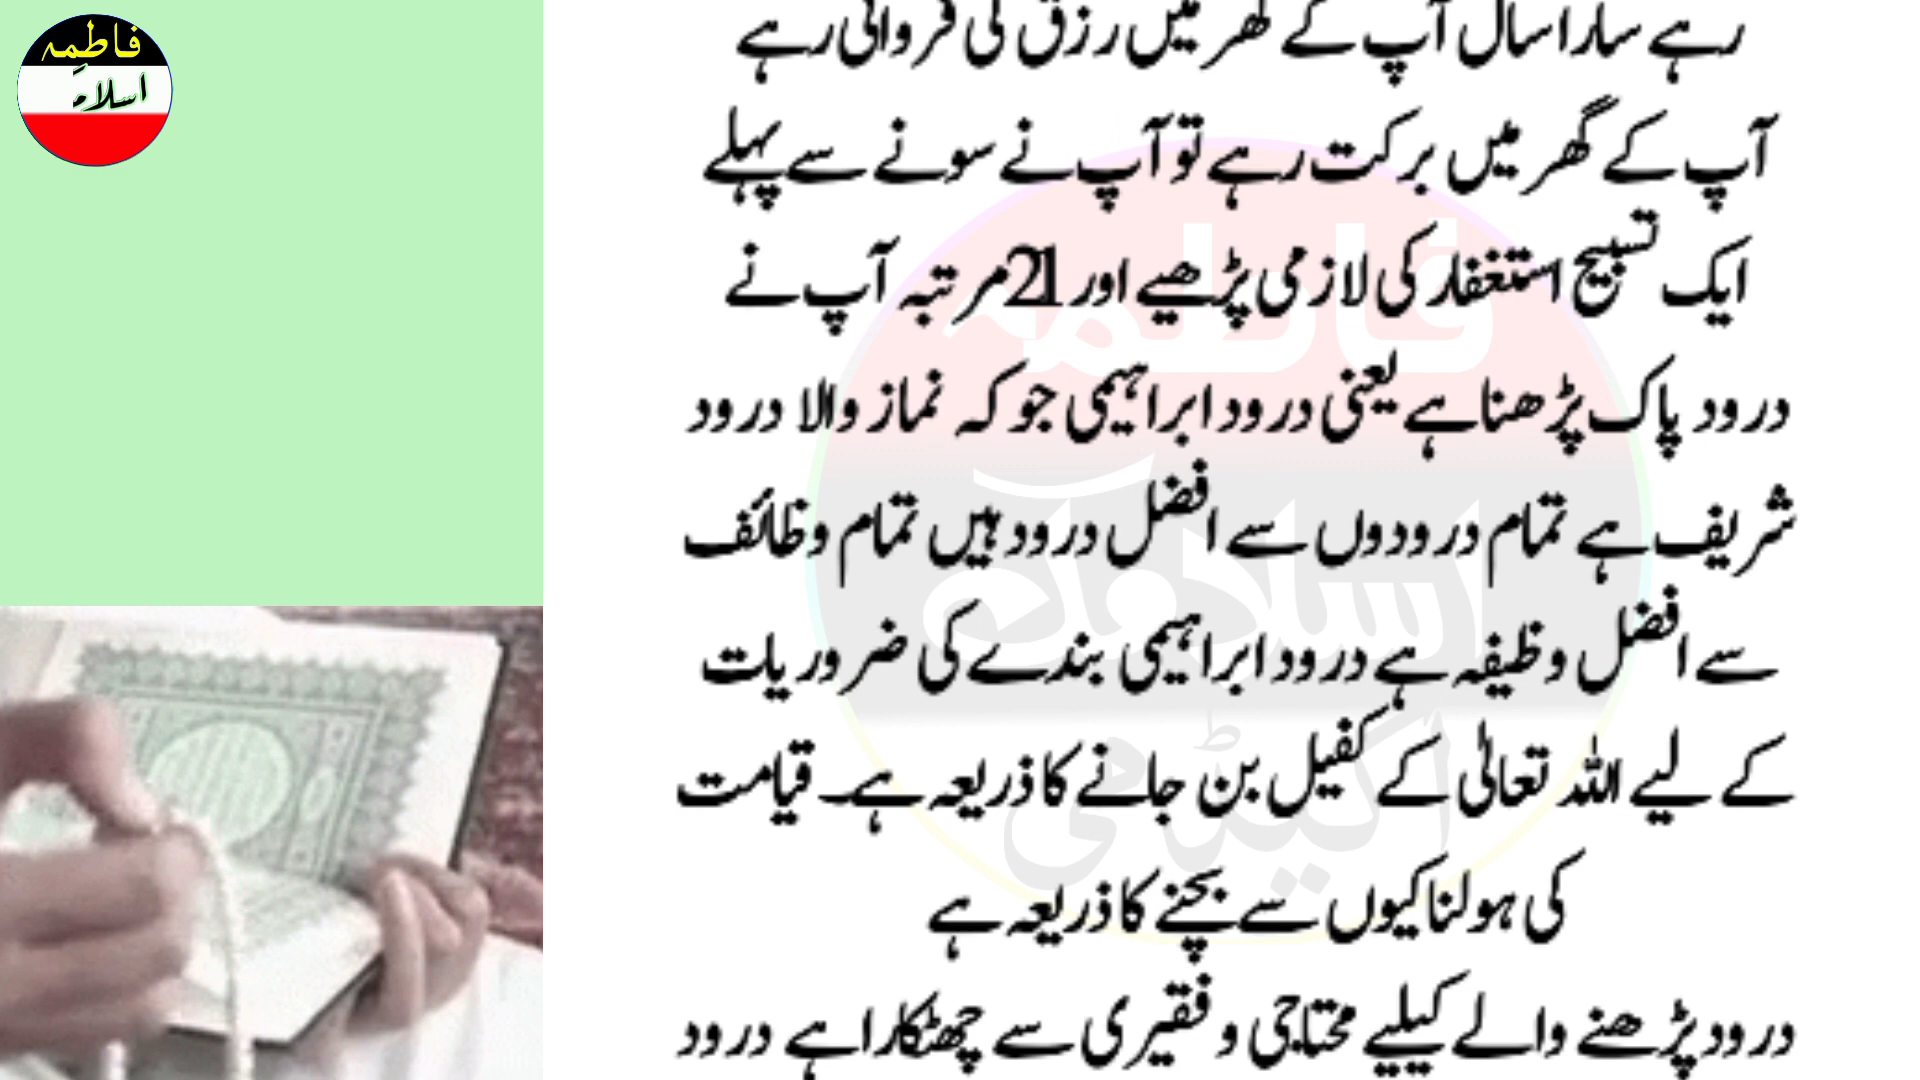 فاطمہ
اسلامک
رہے سارا سال آپ کے گھر میں رزق کی فروانی رہے
آپ کے گھر میں برکت رہے تو آپ نے سونے سے پہلے
ایک تسبیح استغفار کی لازمی پڑھیے اور 21 مرتبہ آپ نے
درود پاک پڑھنا ہے یعنی درود ابراہیمی جو کہ نماز والا درود
شریف ہے تمام درودوں سے افضل درود ہیں تمام وظائف
سے افضل وظیفہ ہے درود ابراہیمی بندے کی ضروریات
کے لیے اللہ تعالیٰ کے کفیل بن جانے کا ذریعہ ہے۔ قیامت
کی ہولناکیوں سے بچنے کا ذریعہ ہے
درود پڑھنے والے کیلیے محتاجی و فقیری سے چھٹکارا ہے درود
فاطمہ
اسلامک
اکیڈمی